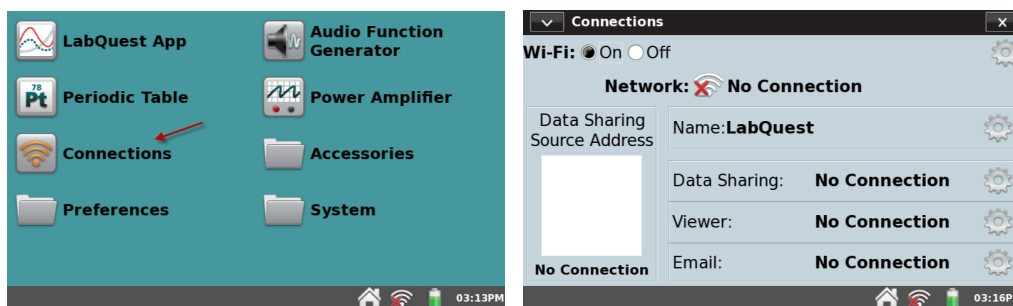 LabQuest App
Audio Function
Generator
78
Pt
Periodic Table
Power Amplifier
Connections
Accessories
Preferences
System
03:13PM
Connections
x
Wi-Fi: On Off
Network: No Connection
Data Sharing
Source Address
No Connection
Name:LabQuest
Data Sharing: No Connection
Viewer: No Connection
Email: No Connection
03:16P